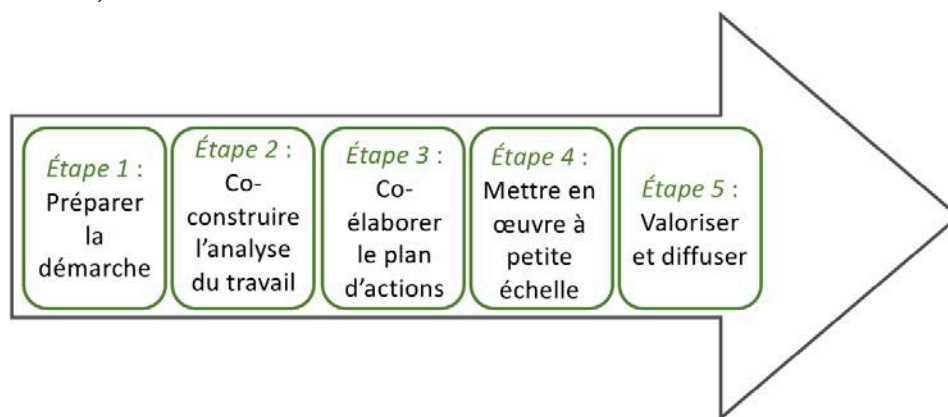 Étape 1 :
Préparer
la
démarche
Étape 2 :
Co-
construire
l'analyse
du travail
Étape 3 :
Co-
élaborer
le plan
d'actions
Étape 4 :
Mettre en
œuvre à
petite
échelle
Étape 5 :
Valoriser
et diffuser